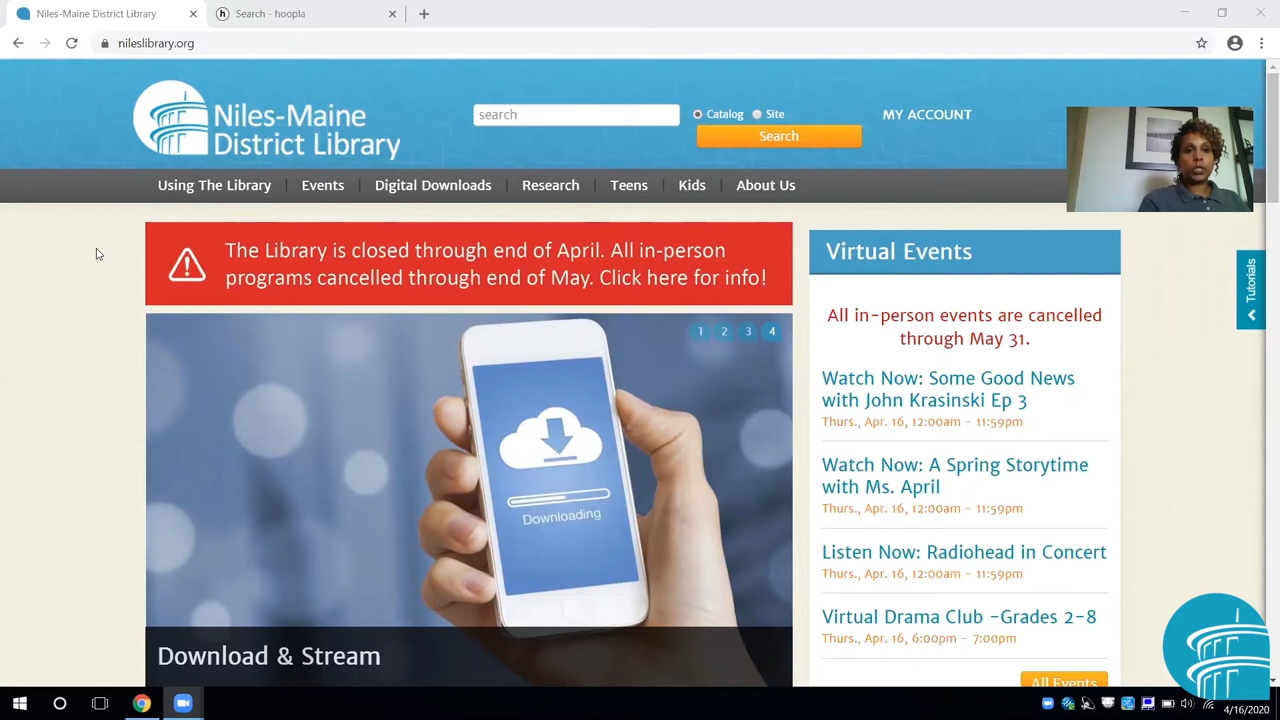 Niles-Maine District Library
Search - hoopla
nileslibrary.org
Niles-Maine
District Library
search
Catalog
Site
Search
MY ACCOUNT
Using The Library
Events
Digital Downloads
Research
Teens
Kids
About Us
The Library is closed through end of April. All in-person
programs cancelled through end of May. Click here for info!
1 2 3 4
Downloading
Download & Stream
Virtual Events
All in-person events are cancelled
through May 31.
Watch Now: Some Good News
with John Krasinski Ep 3
Thurs., Apr. 16, 12:00am - 11:59pm
Watch Now: A Spring Storytime
with Ms. April
Thurs., Apr. 16, 12:00am - 11:59pm
Listen Now: Radiohead in Concert
Thurs., Apr. 16, 12:00am - 11:59pm
Virtual Drama Club -Grades 2-8
Thurs., Apr. 16, 6:00pm - 7:00pm
All Events
Tutorials
4/16/2020